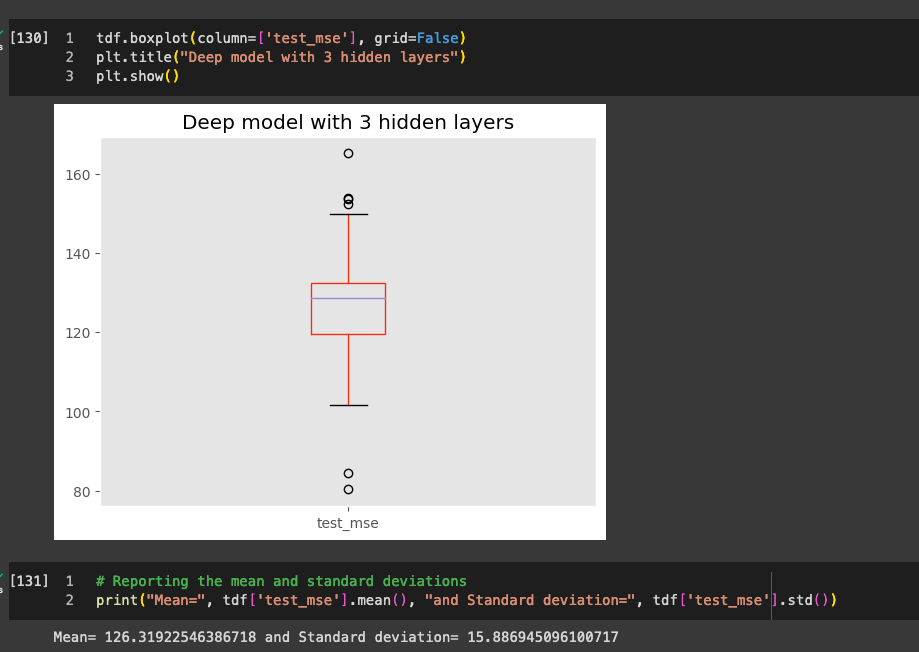 [130] 1 tdf.boxplot(column=['test_mse'], grid=False)
2 plt.title("Deep model with 3 hidden layers")
3 plt.show()
Deep model with 3 hidden layers
160
140
120
100
80
test_mse
[131] 1 # Reporting the mean and standard deviations
2 print("Mean=", tdf['test_mse'].mean(), "and Standard deviation=", tdf['test_mse'].std())
Mean= 126.31922546386718 and Standard deviation= 15.886945096100717